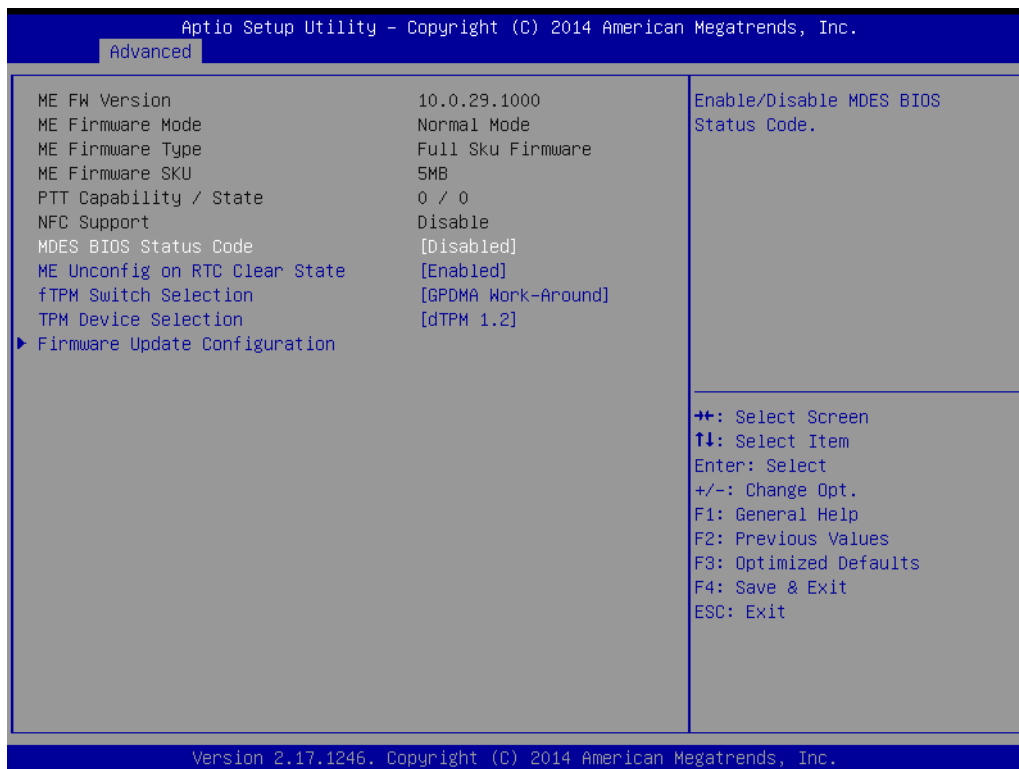 Aptio Setup Utility – Copyright (C) 2014 American Megatrends, Inc.
Advanced
ME FW Version 10.0.29.1000
ME Firmware Mode Normal Mode
ME Firmware Type Full Sku Firmware
ME Firmware SKU 5MB
PTT Capability / State 0 / 0
NFC Support Disable
MDES BIOS Status Code [Disabled]
ME Unconfig on RTC Clear State [Enabled]
fTPM Switch Selection [GPDMA Work-Around]
TPM Device Selection [dTPM 1.2]
▶ Firmware Update Configuration
Enable/Disable MDES BIOS
Status Code.
→←: Select Screen
↑↓: Select Item
Enter: Select
+/-: Change Opt.
F1: General Help
F2: Previous Values
F3: Optimized Defaults
F4: Save & Exit
ESC: Exit
Version 2.17.1246. Copyright (C) 2014 American Megatrends, Inc.